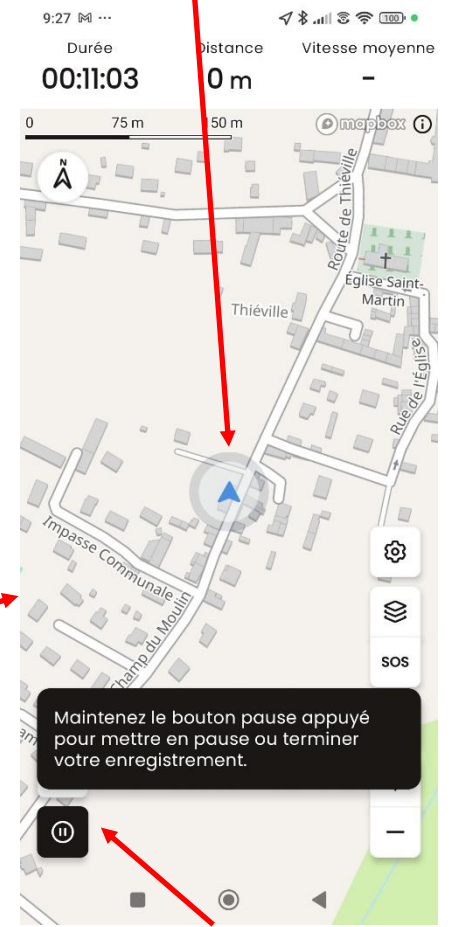 9:27
100
Durée
Distance
Vitesse moyenne
00:11:03
0 m
-
0
75 m
150 m
mapbox
N
Route de Thiéville
Église Saint-
Martin
Thiéville
Rue de l'Église
Impasse Communale
Champ du Moulin
SOS
Maintenez le bouton pause appuyé
pour mettre en pause ou terminer
votre enregistrement.